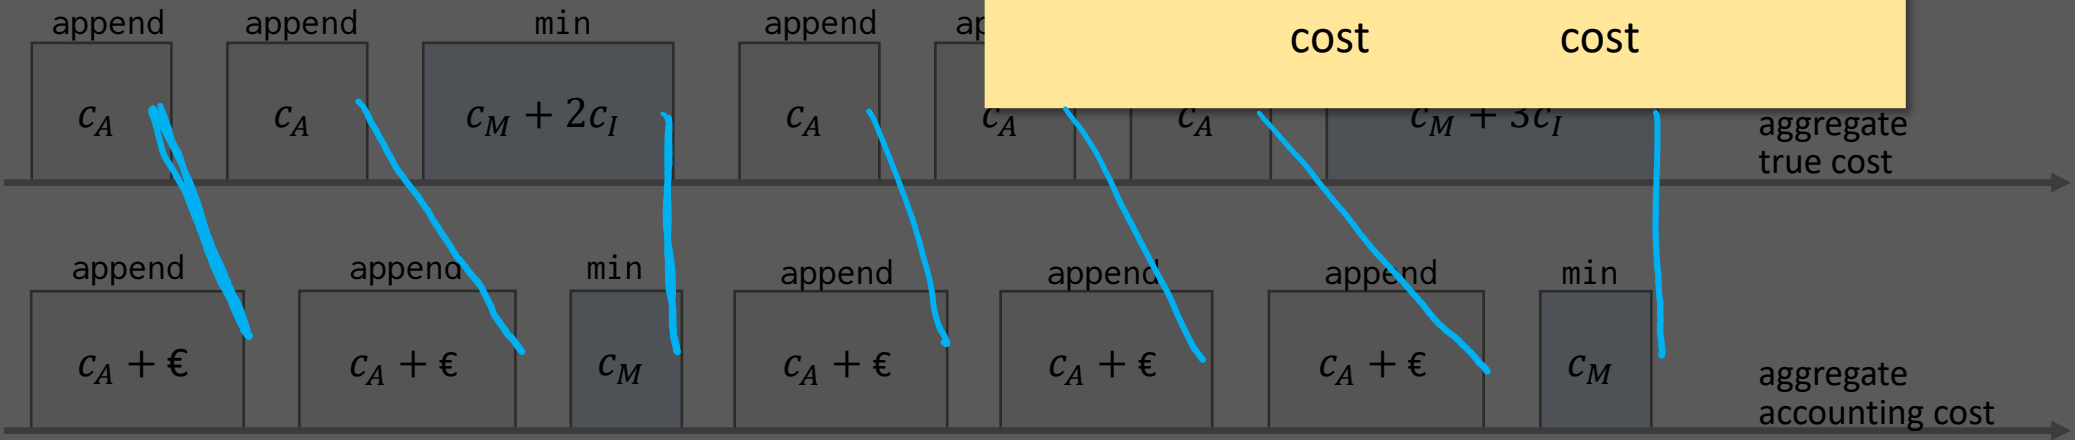 append append min append ap
cost cost
c_A c_A c_M + 2c_I c_A c_A c_A c_M + 3c_I
aggregate
true cost
append append min append append append min
c_A + € c_A + € c_M c_A + € c_A + € c_A + € c_M
aggregate
accounting cost